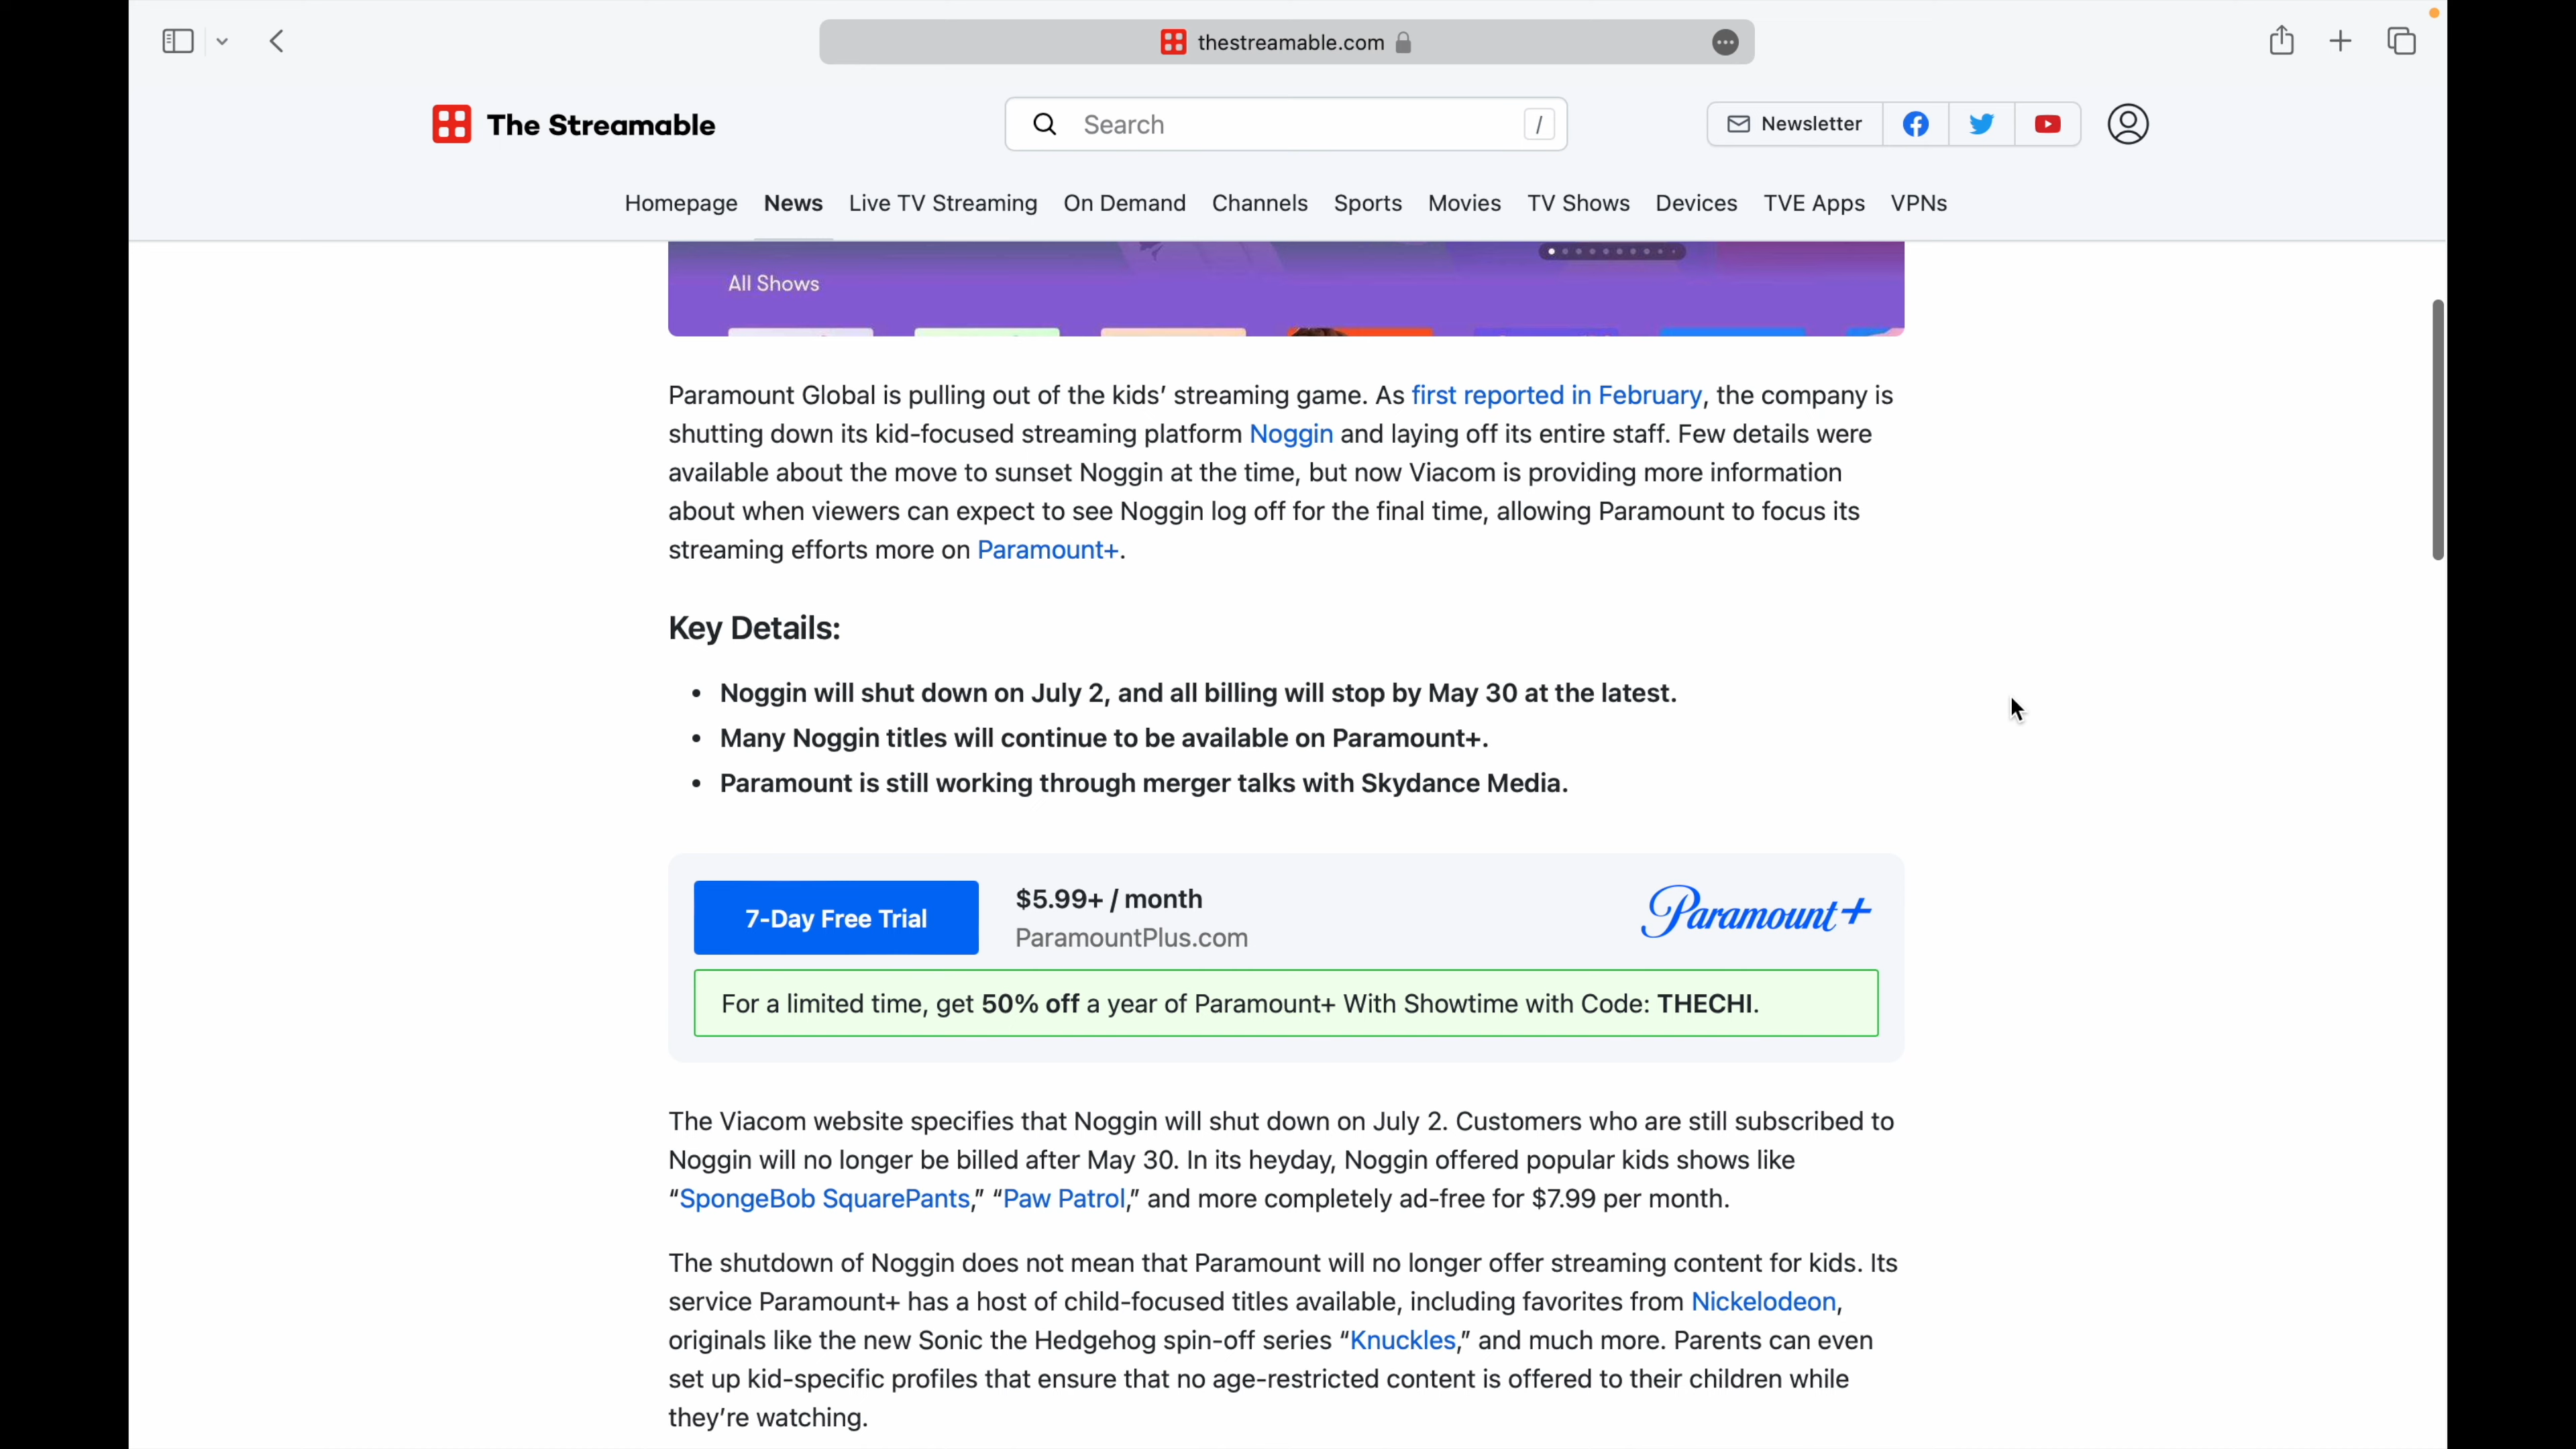 thestreamable.com
The Streamable
Search
/
Newsletter
Homepage News Live TV Streaming On Demand Channels Sports Movies TV Shows Devices TVE Apps VPNs
All Shows
Paramount Global is pulling out of the kids’ streaming game. As first reported in February, the company is
shutting down its kid-focused streaming platform Noggin and laying off its entire staff. Few details were
available about the move to sunset Noggin at the time, but now Viacom is providing more information
about when viewers can expect to see Noggin log off for the final time, allowing Paramount to focus its
streaming efforts more on Paramount+.
Key Details:
• Noggin will shut down on July 2, and all billing will stop by May 30 at the latest.
• Many Noggin titles will continue to be available on Paramount+.
• Paramount is still working through merger talks with Skydance Media.
7-Day Free Trial
$5.99+ / month
ParamountPlus.com
Paramount+
For a limited time, get 50% off a year of Paramount+ With Showtime with Code: THECHI.
The Viacom website specifies that Noggin will shut down on July 2. Customers who are still subscribed to
Noggin will no longer be billed after May 30. In its heyday, Noggin offered popular kids shows like
“SpongeBob SquarePants,” “Paw Patrol,” and more completely ad-free for $7.99 per month.
The shutdown of Noggin does not mean that Paramount will no longer offer streaming content for kids. Its
service Paramount+ has a host of child-focused titles available, including favorites from Nickelodeon,
originals like the new Sonic the Hedgehog spin-off series “Knuckles,” and much more. Parents can even
set up kid-specific profiles that ensure that no age-restricted content is offered to their children while
they’re watching.